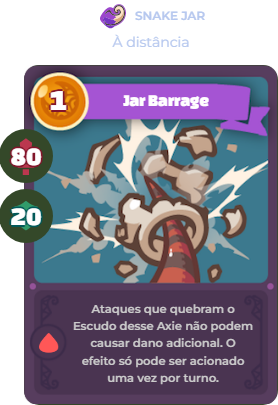 SNAKE JAR
À distância
1
Jar Barrage
80
20
Ataques que quebram o
Escudo desse Axie não podem
causar dano adicional. O
efeito só pode ser acionado
uma vez por turno.